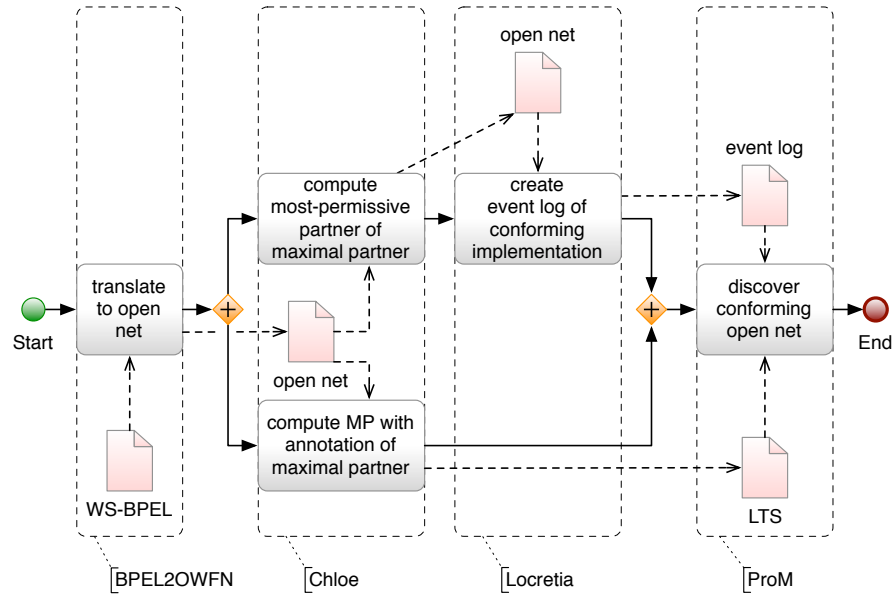 open net
event log
compute
most-permissive
partner of
maximal partner
create
event log of
conforming
implementation
translate
to open
net
discover
conforming
open net
Start
End
open net
compute MP with
annotation of
maximal partner
WS-BPEL
LTS
BPEL2OWFN
Chloe
Locretia
ProM